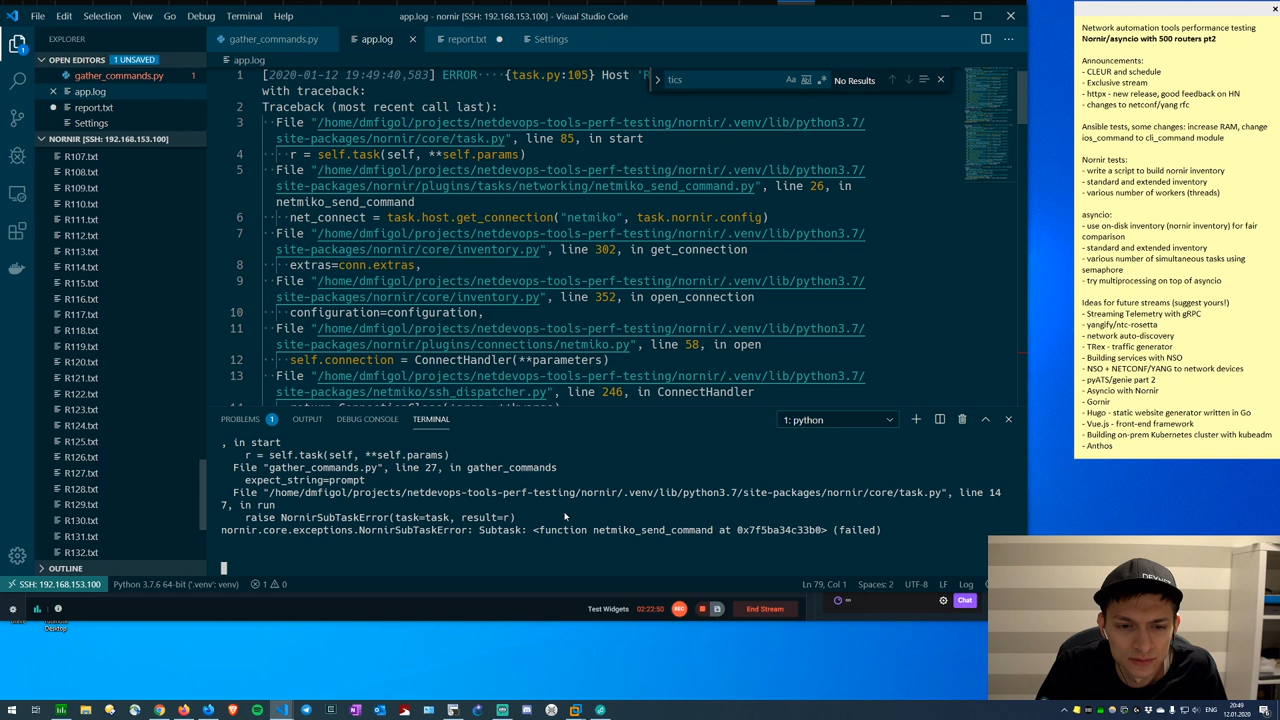 File Edit Selection View Go Debug Terminal Help
app.log - nornir [SSH: 192.168.153.100] - Visual Studio Code
EXPLORER
OPEN EDITORS 1 UNSAVED
gather_commands.py 1
app.log
report.txt
Settings
NORNIR [SSH: 192.168.153.100]
R107.txt
R108.txt
R109.txt
R110.txt
R111.txt
R112.txt
R113.txt
R114.txt
R115.txt
R116.txt
R117.txt
R118.txt
R119.txt
R120.txt
R121.txt
R122.txt
R123.txt
R124.txt
R125.txt
R126.txt
R127.txt
R128.txt
R129.txt
R130.txt
R131.txt
R132.txt
OUTLINE
gather_commands.py app.log report.txt Settings
app.log
tics Aa No Results
1 [2020-01-12 19:49:40,583] ERROR {task.py:105} Host 'R
with traceback:
2 Traceback (most recent call last):
3 File "/home/dmfigol/projects/netdevops-tools-perf-testing/nornir/.venv/lib/python3.7/
site-packages/nornir/core/task.py", line 85, in start
4 r = self.task(self, **self.params)
5 File "/home/dmfigol/projects/netdevops-tools-perf-testing/nornir/.venv/lib/python3.7/
site-packages/nornir/plugins/tasks/networking/netmiko_send_command.py", line 26, in
netmiko_send_command
6 net_connect = task.host.get_connection("netmiko", task.nornir.config)
7 File "/home/dmfigol/projects/netdevops-tools-perf-testing/nornir/.venv/lib/python3.7/
site-packages/nornir/core/inventory.py", line 302, in get_connection
8 extras=conn.extras,
9 File "/home/dmfigol/projects/netdevops-tools-perf-testing/nornir/.venv/lib/python3.7/
site-packages/nornir/core/inventory.py", line 352, in open_connection
10 configuration=configuration,
11 File "/home/dmfigol/projects/netdevops-tools-perf-testing/nornir/.venv/lib/python3.7/
site-packages/nornir/plugins/connections/netmiko.py", line 58, in open
12 self.connection = ConnectHandler(**parameters)
13 File "/home/dmfigol/projects/netdevops-tools-perf-testing/nornir/.venv/lib/python3.7/
site-packages/netmiko/ssh_dispatcher.py", line 246, in ConnectHandler
PROBLEMS 1 OUTPUT DEBUG CONSOLE TERMINAL 1: python
, in start
r = self.task(self, **self.params)
File "gather_commands.py", line 27, in gather_commands
expect_string=prompt
File "/home/dmfigol/projects/netdevops-tools-perf-testing/nornir/.venv/lib/python3.7/site-packages/nornir/core/task.py", line 14
7, in run
raise NornirSubTaskError(task=task, result=r)
nornir.core.exceptions.NornirSubTaskError: Subtask: <function netmiko_send_command at 0x7f5ba34c33b0> (failed)
SSH: 192.168.153.100 Python 3.7.6 64-bit ('.venv': venv) 1 0 Ln 79, Col 1 Spaces: 2 UTF-8 LF Log
Test Widgets 02:22:50 REC End Stream Chat
Desktop
Network automation tools performance testing
Nornir/asyncio with 500 routers pt2
Announcements:
- CLEUR and schedule
- Exclusive stream
- httpx - new release, good feedback on HN
- changes to netconf/yang rfc
Ansible tests, some changes: increase RAM, change
ios_command to cli_command module
Nornir tests:
- write a script to build nornir inventory
- standard and extended inventory
- various number of workers (threads)
asyncio:
- use on-disk inventory (nornir inventory) for fair
comparison
- standard and extended inventory
- various number of simultaneous tasks using
semaphore
- try multiprocessing on top of asyncio
Ideas for future streams (suggest yours!)
- Streaming Telemetry with gRPC
- yangify/ntc-rosetta
- network auto-discovery
- TRex - traffic generator
- Building services with NSO
- NSO + NETCONF/YANG to network devices
- pyATS/genie part 2
- Asyncio with Nornir
- Gornir
- Hugo - static website generator written in Go
- Vue.js - front-end framework
- Building on-prem Kubernetes cluster with kubeadm
- Anthos
ENG
20:49
12.01.2020